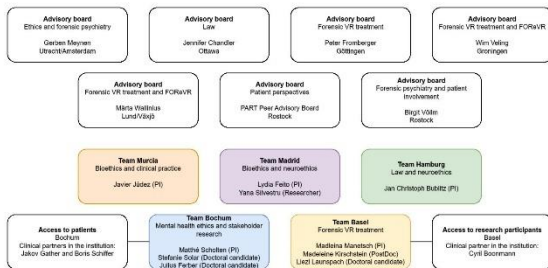 Advisory board
Ethics and forensic psychiatry
Gerben Meynen
Utrecht/Amsterdam
Advisory board
Law
Jennifer Chandler
Ottawa
Advisory board
Forensic VR treatment
Peter Fromberger
Göttingen
Advisory board
Forensic VR treatment and FOReVR
Wim Veling
Groningen
Advisory board
Forensic VR treatment and FOReVR
Märta Wallinius
Lund/Växjö
Advisory board
Patient perspectives
PART Peer Advisory Board
Rostock
Advisory board
Forensic psychiatry and patient
involvement
Birgit Völlm
Rostock
Team Murcia
Bioethics and clinical practice
Javier Júdez (PI)
Team Madrid
Bioethics and neuroethics
Lydia Feito (PI)
Yana Silvestru (Researcher)
Team Hamburg
Law and neuroethics
Jan Christoph Bublitz (PI)
Access to patients
Bochum
Clinical partners in the institution:
Jakov Gather and Boris Schiffer
Team Bochum
Mental health ethics and stakeholder
research
Matthé Scholten (PI)
Stefanie Solar (Doctoral candidate)
Julius Ferber (Doctoral candidate)
Team Basel
Forensic VR treatment
Madleina Manetsch (PI)
Madeleine Kirschstein (PostDoc)
Liezl Launspach (Doctoral candidate)
Access to research participants
Basel
Clinical partner in the institution:
Cyril Boonmann